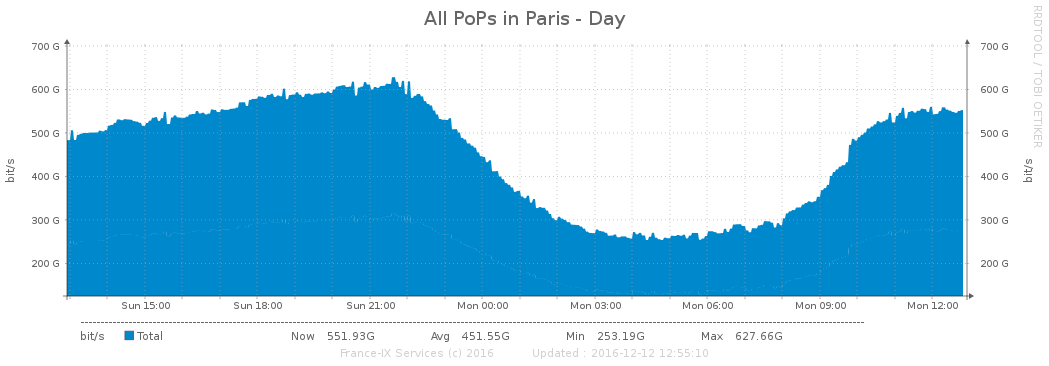 All PoPs in Paris - Day
RRDTOOL / TOBI OETIKER
700 G 700 G
600 G 600 G
500 G 500 G
400 G 400 G
300 G 300 G
200 G 200 G
bit/s bit/s
Sun 15:00 Sun 18:00 Sun 21:00 Mon 00:00 Mon 03:00 Mon 06:00 Mon 09:00 Mon 12:00
bit/s Total Now 551.93G Avg 451.55G Min 253.19G Max 627.66G
France-IX Services (c) 2016 Updated : 2016-12-12 12:55:10